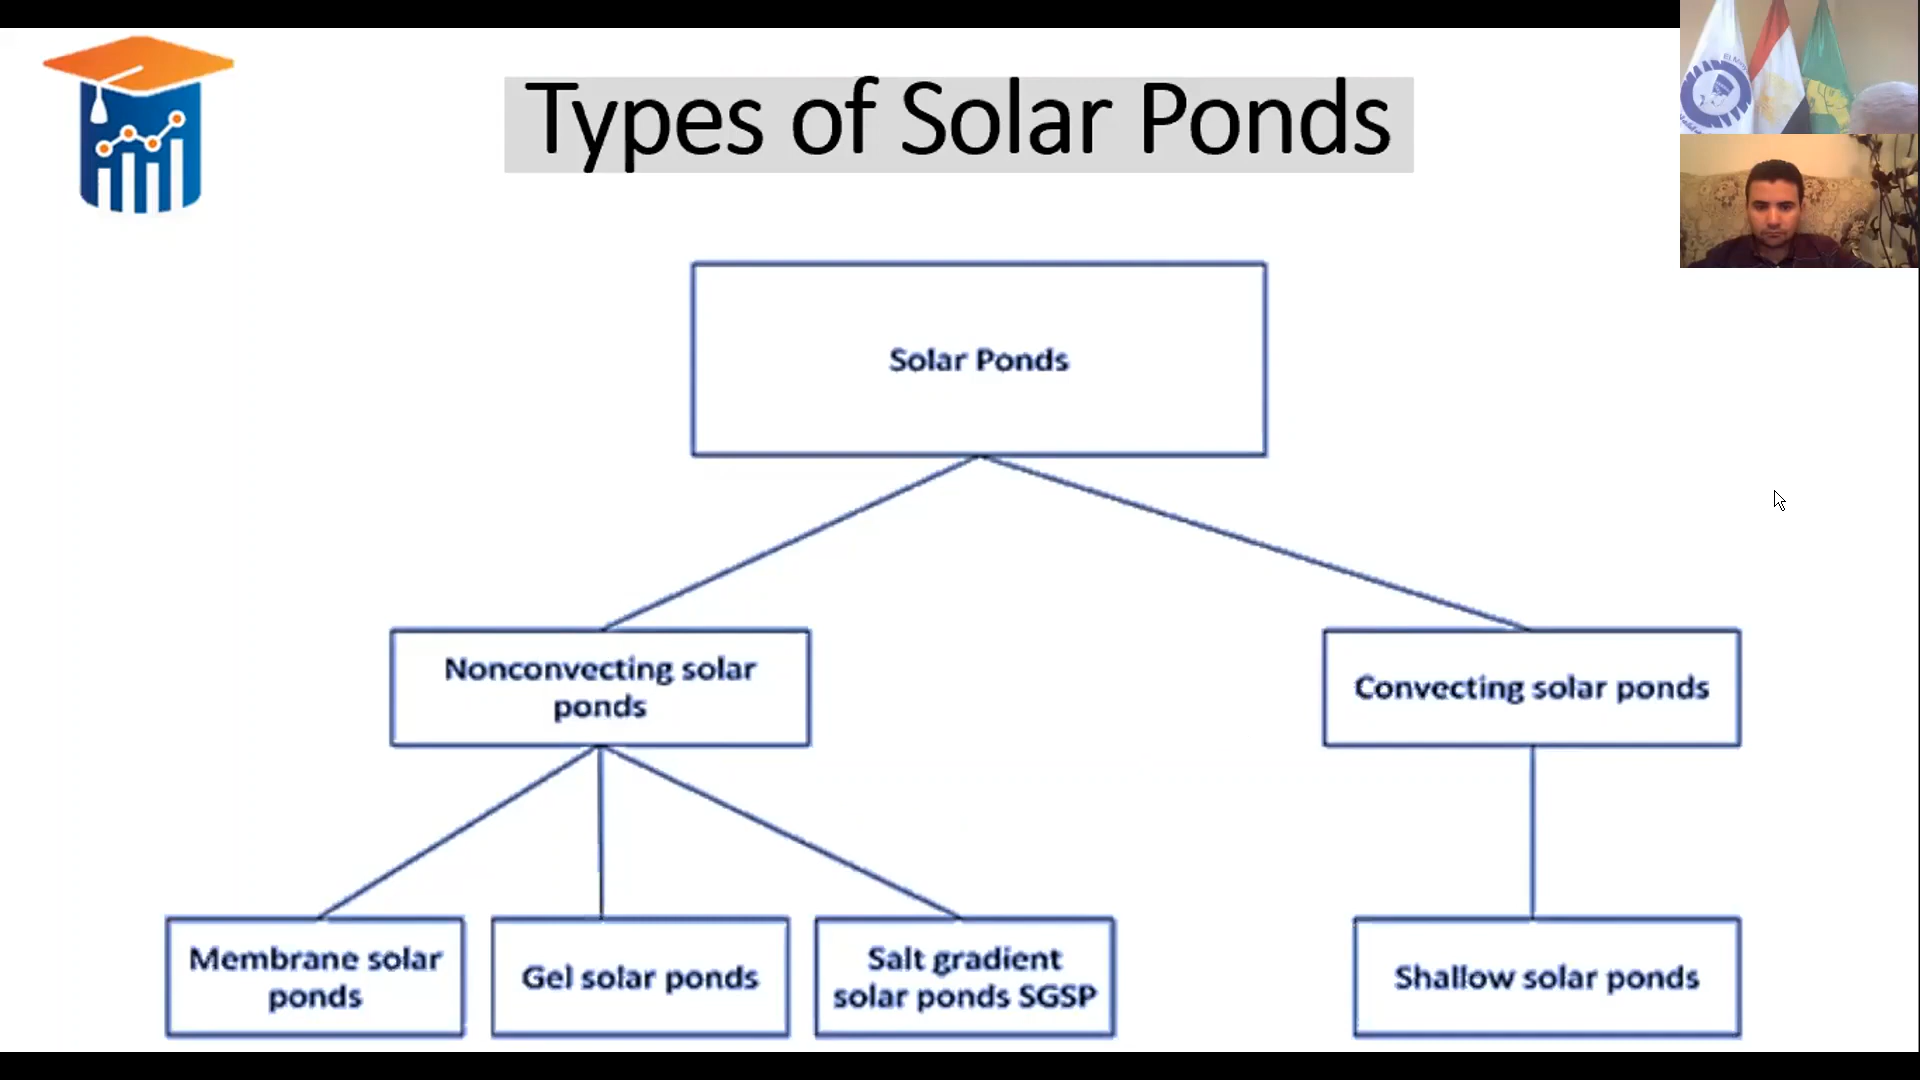 Types of Solar Ponds
Solar Ponds
Nonconvecting solar
ponds
Convecting solar ponds
Membrane solar
ponds
Gel solar ponds
Salt gradient
solar ponds SGSP
Shallow solar ponds